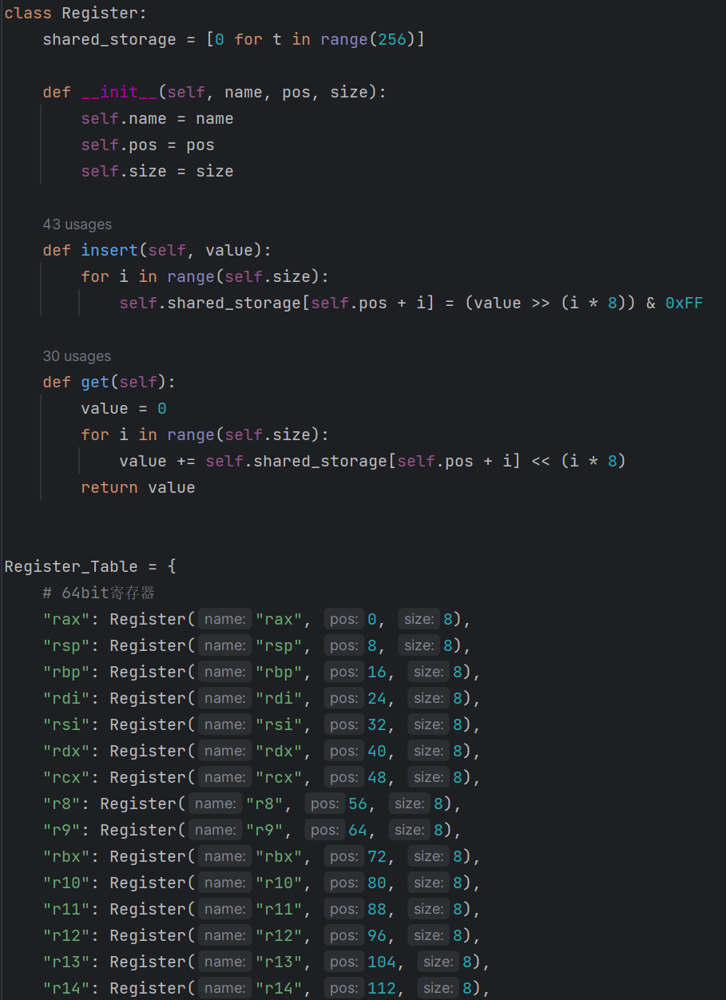 class Register:
    shared_storage = [0 for t in range(256)]

    def __init__(self, name, pos, size):
        self.name = name
        self.pos = pos
        self.size = size

    43 usages
    def insert(self, value):
        for i in range(self.size):
            self.shared_storage[self.pos + i] = (value >> (i * 8)) & 0xFF

    30 usages
    def get(self):
        value = 0
        for i in range(self.size):
            value += self.shared_storage[self.pos + i] << (i * 8)
        return value


Register_Table = {
    # 64bit寄存器
    "rax": Register( name: "rax",  pos: 0,  size: 8),
    "rsp": Register( name: "rsp",  pos: 8,  size: 8),
    "rbp": Register( name: "rbp",  pos: 16,  size: 8),
    "rdi": Register( name: "rdi",  pos: 24,  size: 8),
    "rsi": Register( name: "rsi",  pos: 32,  size: 8),
    "rdx": Register( name: "rdx",  pos: 40,  size: 8),
    "rcx": Register( name: "rcx",  pos: 48,  size: 8),
    "r8": Register( name: "r8",  pos: 56,  size: 8),
    "r9": Register( name: "r9",  pos: 64,  size: 8),
    "rbx": Register( name: "rbx",  pos: 72,  size: 8),
    "r10": Register( name: "r10",  pos: 80,  size: 8),
    "r11": Register( name: "r11",  pos: 88,  size: 8),
    "r12": Register( name: "r12",  pos: 96,  size: 8),
    "r13": Register( name: "r13",  pos: 104,  size: 8),
    "r14": Register( name: "r14",  pos: 112,  size: 8),